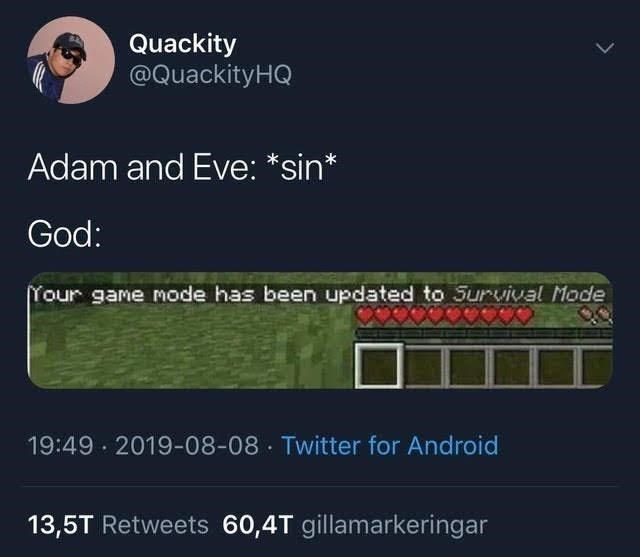 Quackity
@QuackityHQ
Adam and Eve: *sin*
God:
Your game mode has been updated to Survival Mode
19:49 · 2019-08-08 · Twitter for Android
13,5T Retweets 60,4T gillamarkeringar